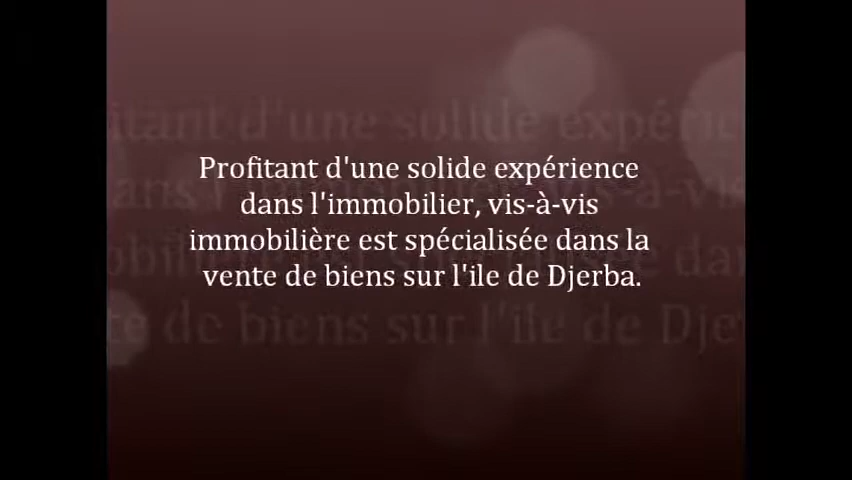 Profitant d'une solide expérience
dans l'immobilier, vis-à-vis
immobilière est spécialisée dans la
vente de biens sur l'ile de Djerba.